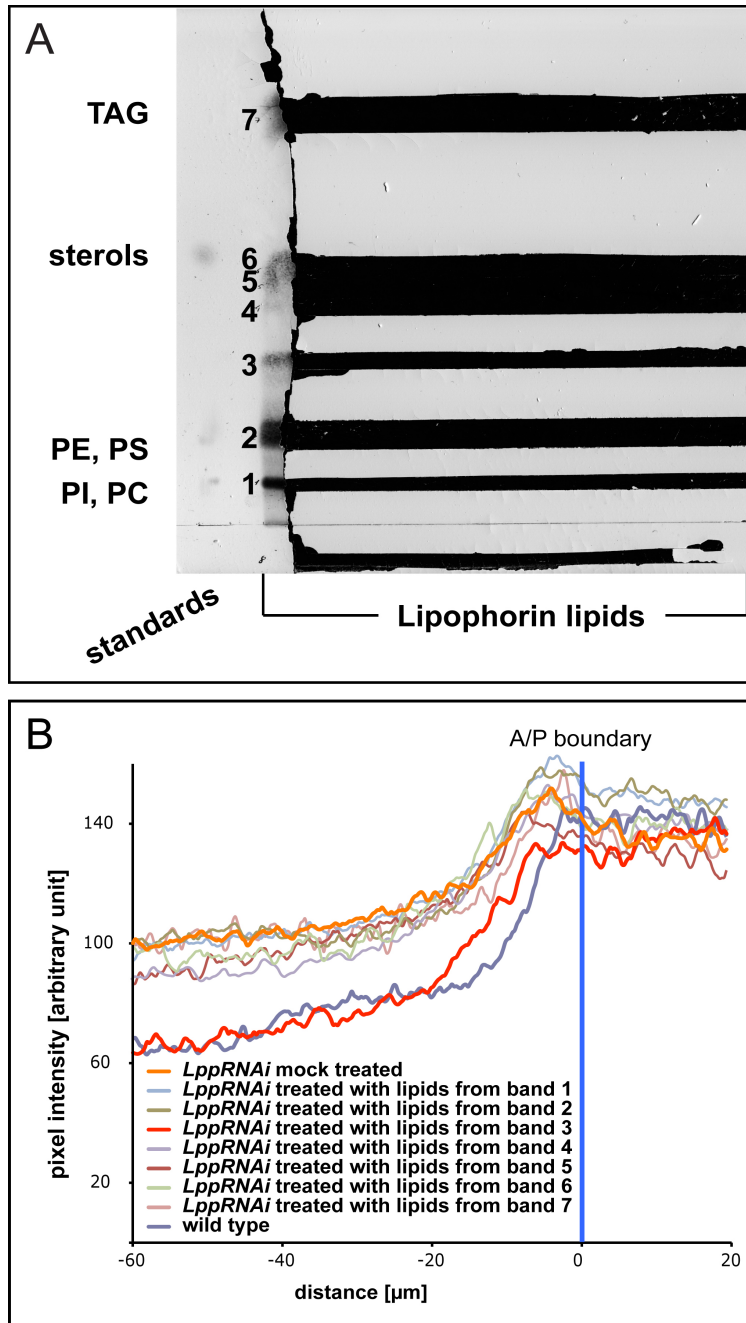 A
TAG
7
sterols
6
5
4
3
2
PE, PS
1
PI, PC
standards
Lipophorin lipids
B
A/P boundary
140
100
60
20
pixel intensity [arbitrary unit]
LppRNAi mock treated
LppRNAi treated with lipids from band 1
LppRNAi treated with lipids from band 2
LppRNAi treated with lipids from band 3
LppRNAi treated with lipids from band 4
LppRNAi treated with lipids from band 5
LppRNAi treated with lipids from band 6
LppRNAi treated with lipids from band 7
wild type
-60 -40 -20 0 20
distance [µm]